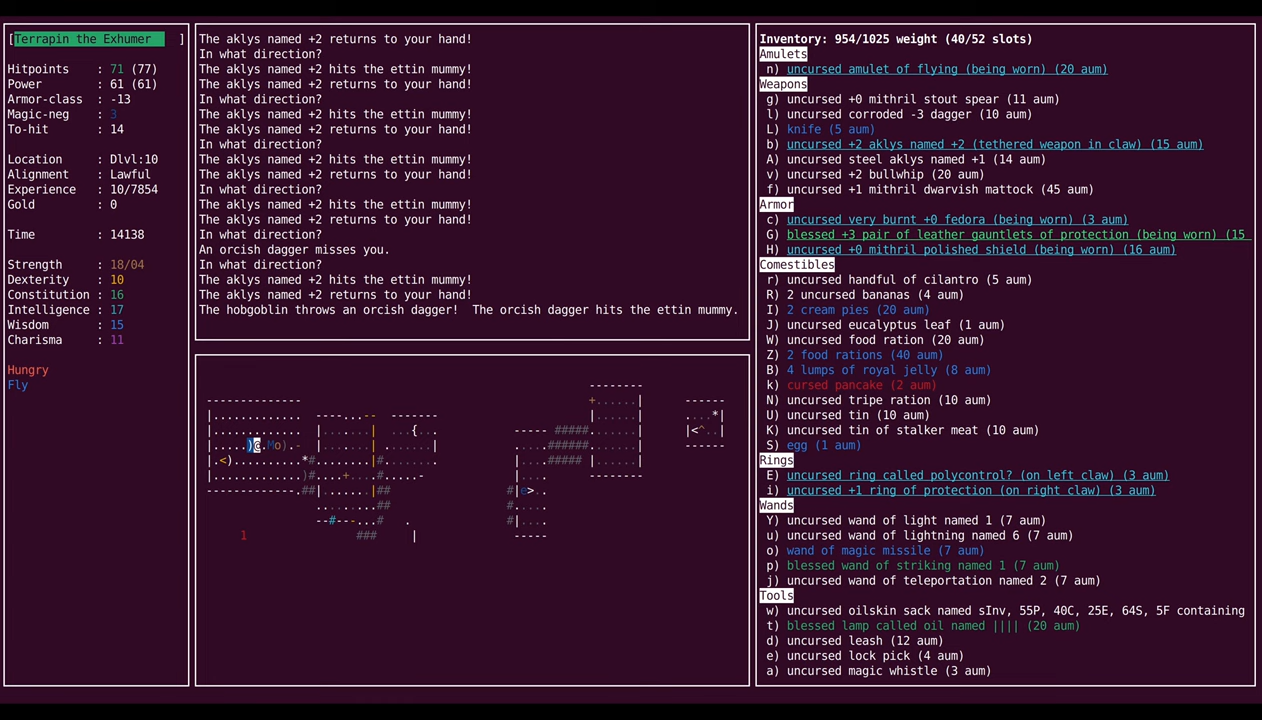 [Terrapin the Exhumer ]
Hitpoints : 71 (77)
Power : 61 (61)
Armor-class : -13
Magic-neg : 3
To-hit : 14
Location : Dlvl:10
Alignment : Lawful
Experience : 10/7854
Gold : 0
Time : 14138
Strength : 18/04
Dexterity : 10
Constitution : 16
Intelligence : 17
Wisdom : 15
Charisma : 11
Hungry
Fly
The aklys named +2 returns to your hand!
In what direction?
The aklys named +2 hits the ettin mummy!
The aklys named +2 returns to your hand!
In what direction?
The aklys named +2 hits the ettin mummy!
The aklys named +2 returns to your hand!
In what direction?
The aklys named +2 hits the ettin mummy!
The aklys named +2 returns to your hand!
In what direction?
The aklys named +2 hits the ettin mummy!
The aklys named +2 returns to your hand!
In what direction?
An orcish dagger misses you.
In what direction?
The aklys named +2 hits the ettin mummy!
The aklys named +2 returns to your hand!
The hobgoblin throws an orcish dagger!  The orcish dagger hits the ettin mummy.
Inventory: 954/1025 weight (40/52 slots)
Amulets
n) uncursed amulet of flying (being worn) (20 aum)
Weapons
g) uncursed +0 mithril stout spear (11 aum)
l) uncursed corroded -3 dagger (10 aum)
L) knife (5 aum)
b) uncursed +2 aklys named +2 (tethered weapon in claw) (15 aum)
A) uncursed steel aklys named +1 (14 aum)
v) uncursed +2 bullwhip (20 aum)
f) uncursed +1 mithril dwarvish mattock (45 aum)
Armor
c) uncursed very burnt +0 fedora (being worn) (3 aum)
G) blessed +3 pair of leather gauntlets of protection (being worn) (15
H) uncursed +0 mithril polished shield (being worn) (16 aum)
Comestibles
r) uncursed handful of cilantro (5 aum)
R) 2 uncursed bananas (4 aum)
I) 2 cream pies (20 aum)
J) uncursed eucalyptus leaf (1 aum)
W) uncursed food ration (20 aum)
Z) 2 food rations (40 aum)
B) 4 lumps of royal jelly (8 aum)
k) cursed pancake (2 aum)
N) uncursed tripe ration (10 aum)
U) uncursed tin (10 aum)
K) uncursed tin of stalker meat (10 aum)
S) egg (1 aum)
Rings
E) uncursed ring called polycontrol? (on left claw) (3 aum)
i) uncursed +1 ring of protection (on right claw) (3 aum)
Wands
Y) uncursed wand of light named 1 (7 aum)
u) uncursed wand of lightning named 6 (7 aum)
o) wand of magic missile (7 aum)
p) blessed wand of striking named 1 (7 aum)
j) uncursed wand of teleportation named 2 (7 aum)
Tools
w) uncursed oilskin sack named sInv, 55P, 40C, 25E, 64S, 5F containing
t) blessed lamp called oil named |||| (20 aum)
d) uncursed leash (12 aum)
e) uncursed lock pick (4 aum)
a) uncursed magic whistle (3 aum)